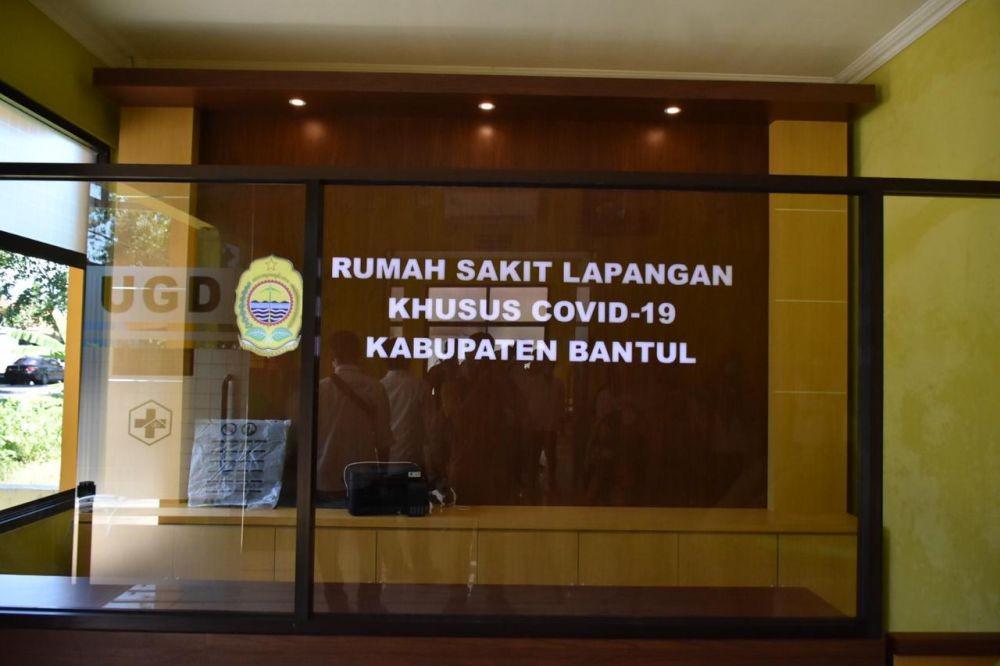 UGD
RUMAH SAKIT LAPANGAN
KHUSUS COVID-19
KABUPATEN BANTUL